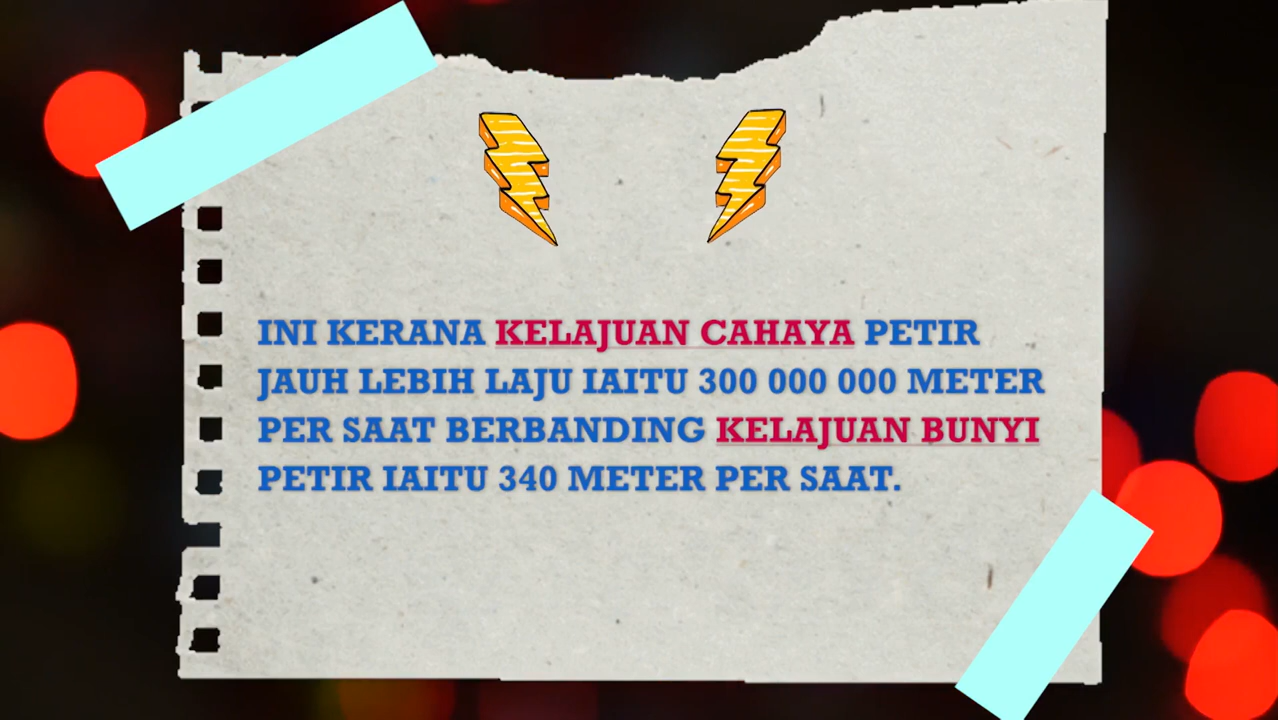 INI KERANA KELAJUAN CAHAYA PETIR
JAUH LEBIH LAJU IAITU 300 000 000 METER
PER SAAT BERBANDING KELAJUAN BUNYI
PETIR IAITU 340 METER PER SAAT.